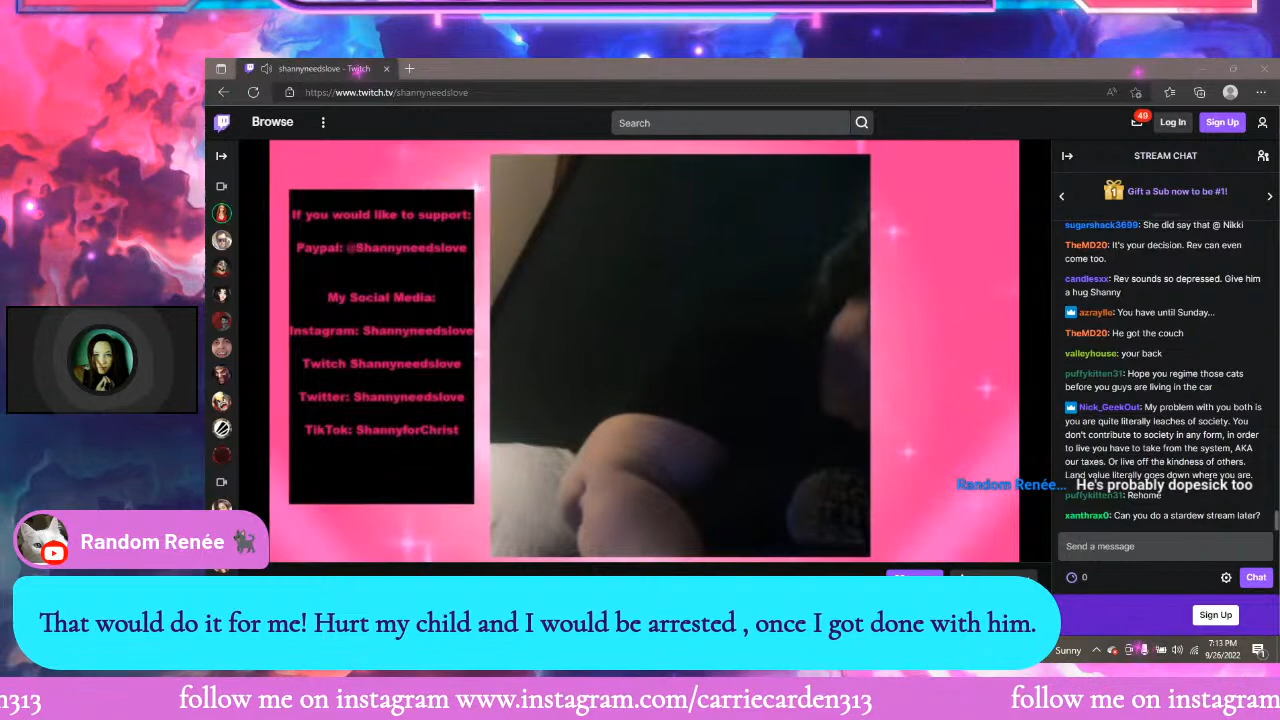 shannyneedslove - Twitch
https://www.twitch.tv/shannyneedslove
Browse
Search
49
Log In
Sign Up
If you would like to support:
Paypal: @Shannyneedslove
My Social Media:
Instagram: Shannyneedslove
Twitch Shannyneedslove
Twitter: Shannyneedslove
TikTok: ShannyforChrist
STREAM CHAT
1
Gift a Sub now to be #1!
sugarshack3699: She did say that @ Nikki
TheMD20: It's your decision. Rev can even
come too.
candlesxx: Rev sounds so depressed. Give him
a hug Shanny
azraylle: You have until Sunday...
TheMD20: He got the couch
valleyhouse: your back
puffykitten31: Hope you regime those cats
before you guys are living in the car
Nick_GeekOut: My problem with you both is
you are quite literally leaches of society. You
don't contribute to society in any form, in order
to live you have to take from the system, AKA
our taxes. Or live off the kindness of others.
Land value literally goes down where you are.
Random Renée... He's probably dopesick too
puffykitten31: Rehome
xanthrax0: Can you do a stardew stream later?
Send a message
0
Chat
Sign Up
Random Renée
That would do it for me! Hurt my child and I would be arrested , once I got done with him.
Sunny
7:13 PM
9/26/2022
n313
follow me on instagram www.instagram.com/carriecarden313
follow me on instagram